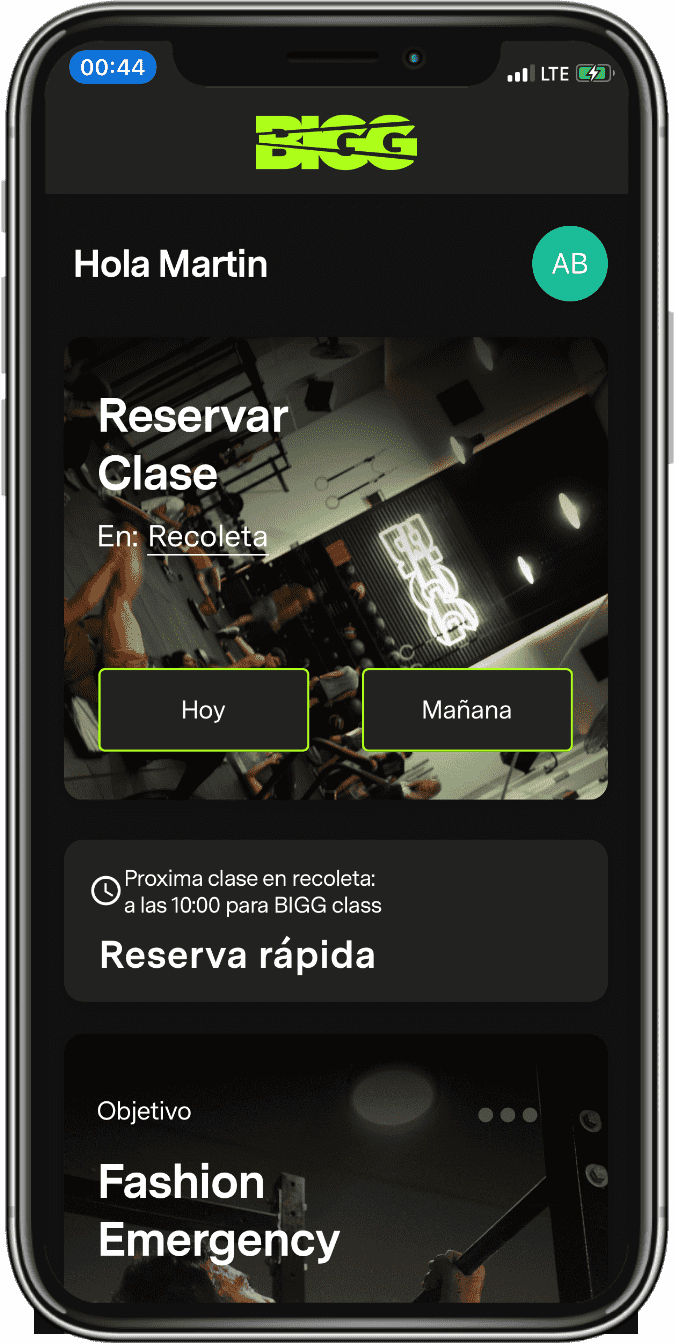 00:44
LTE
BIGG
Hola Martin
AB
Reservar
Clase
En: Recoleta
BIGG
Hoy
Mañana
Proxima clase en recoleta:
a las 10:00 para BIGG class
Reserva rápida
Objetivo
Fashion
Emergency